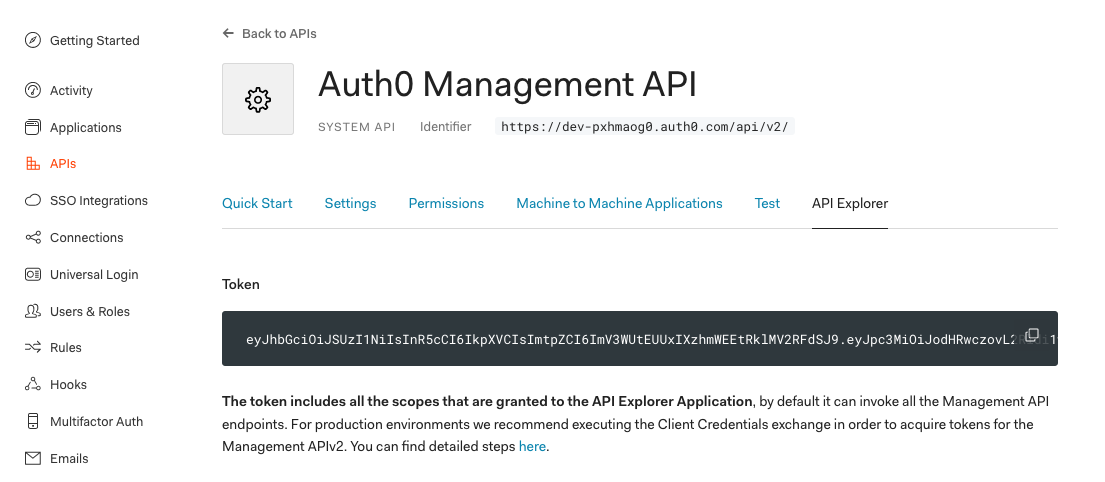 Getting Started
Activity
Applications
APIs
SSO Integrations
Connections
Universal Login
Users & Roles
Rules
Hooks
Multifactor Auth
Emails
Back to APIs
Auth0 Management API
SYSTEM API Identifier https://dev-pxhmaog0.auth0.com/api/v2/
Quick Start Settings Permissions Machine to Machine Applications Test API Explorer
Token
eyJhbGciOiJSUzI1NiIsInR5cCI6IkpXVCIsImtpZCI6ImV3WUtEUUxIXzhmWEEtRklMV2RFdSJ9.eyJpc3MiOiJodHRwczovL2
The token includes all the scopes that are granted to the API Explorer Application, by default it can invoke all the Management API
endpoints. For production environments we recommend executing the Client Credentials exchange in order to acquire tokens for the
Management APIv2. You can find detailed steps here.